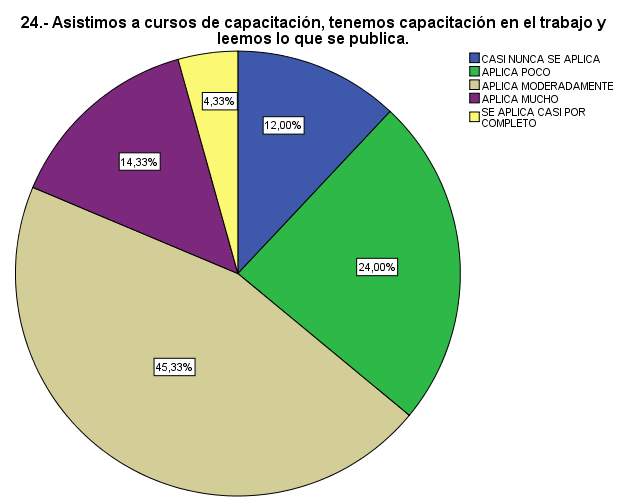 24.- Asistimos a cursos de capacitación, tenemos capacitación en el trabajo y
leemos lo que se publica.
CASI NUNCA SE APLICA
APLICA POCO
APLICA MODERADAMENTE
APLICA MUCHO
SE APLICA CASI POR
COMPLETO
4,33%
12,00%
14,33%
24,00%
45,33%